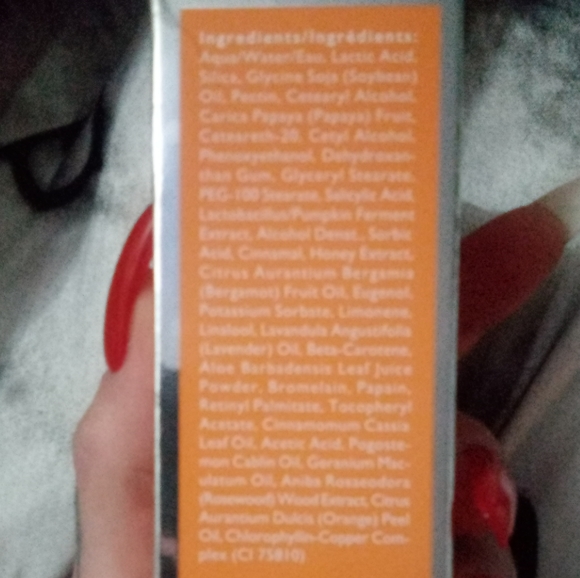 Ingredients/Ingrédients:
Aqua/Water/Eau, Lactic Acid,
Silica, Glycine Soja (Soybean)
Oil, Pectin, Cetearyl Alcohol,
Carica Papaya (Papaya) Fruit,
Ceteareth-20, Cetyl Alcohol,
Phenoxyethanol, Dehydroxan-
than Gum, Glyceryl Stearate,
PEG-100 Stearate, Salicylic Acid,
Lactobacillus/Pumpkin Ferment
Extract, Alcohol Denat., Sorbic
Acid, Cinnamal, Honey Extract,
Citrus Aurantium Bergamia
(Bergamot) Fruit Oil, Eugenol,
Potassium Sorbate, Limonene,
Linalool, Lavandula Angustifolia
(Lavender) Oil, Beta-Carotene,
Aloe Barbadensis Leaf Juice
Powder, Bromelain, Papain,
Retinyl Palmitate, Tocopheryl
Acetate, Cinnamomum Cassia
Leaf Oil, Acetic Acid, Pogoste-
mon Cablin Oil, Geranium Mac-
ulatum Oil, Aniba Rosaeodora
(Rosewood) Wood Extract, Citrus
Aurantium Dulcis (Orange) Peel
Oil, Chlorophyllin-Copper Com-
plex (CI 75810)